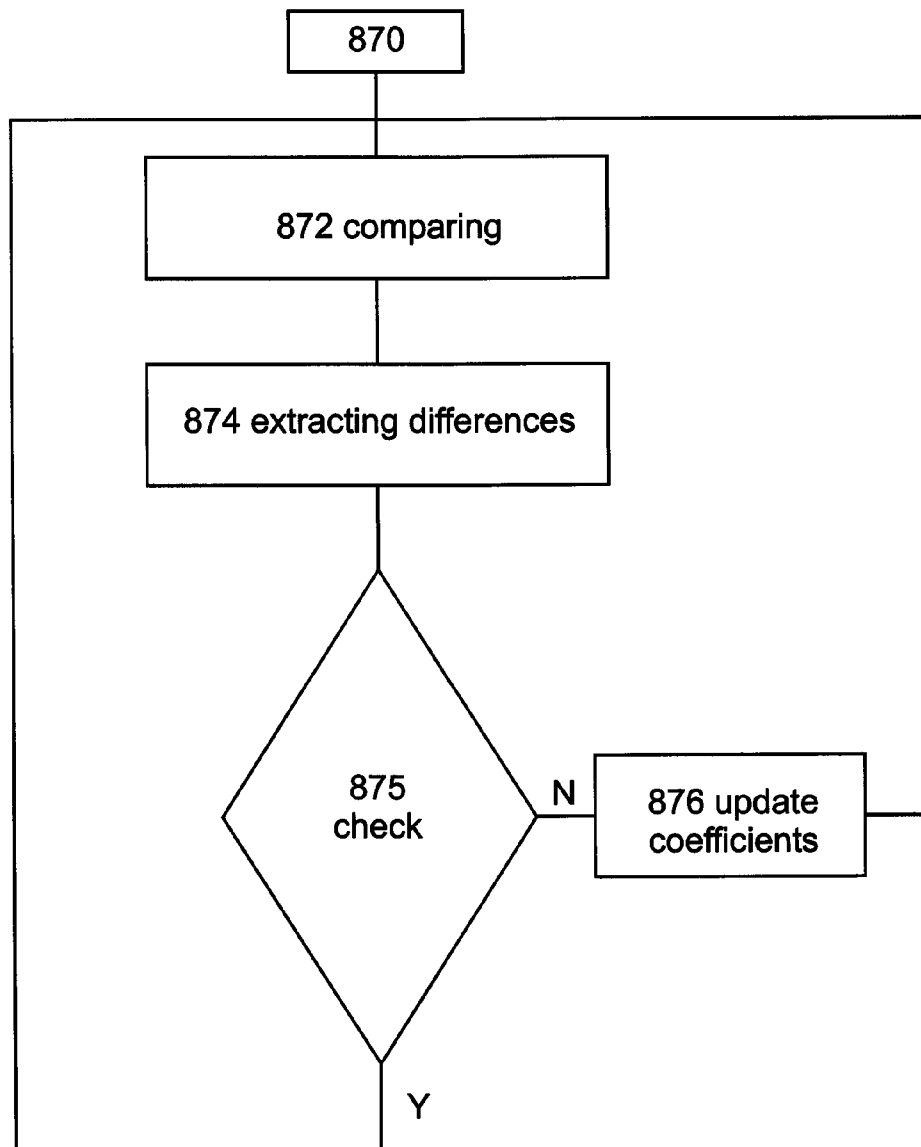 870
872 comparing
874 extracting differences
875
check
N
876 update
coefficients
Y